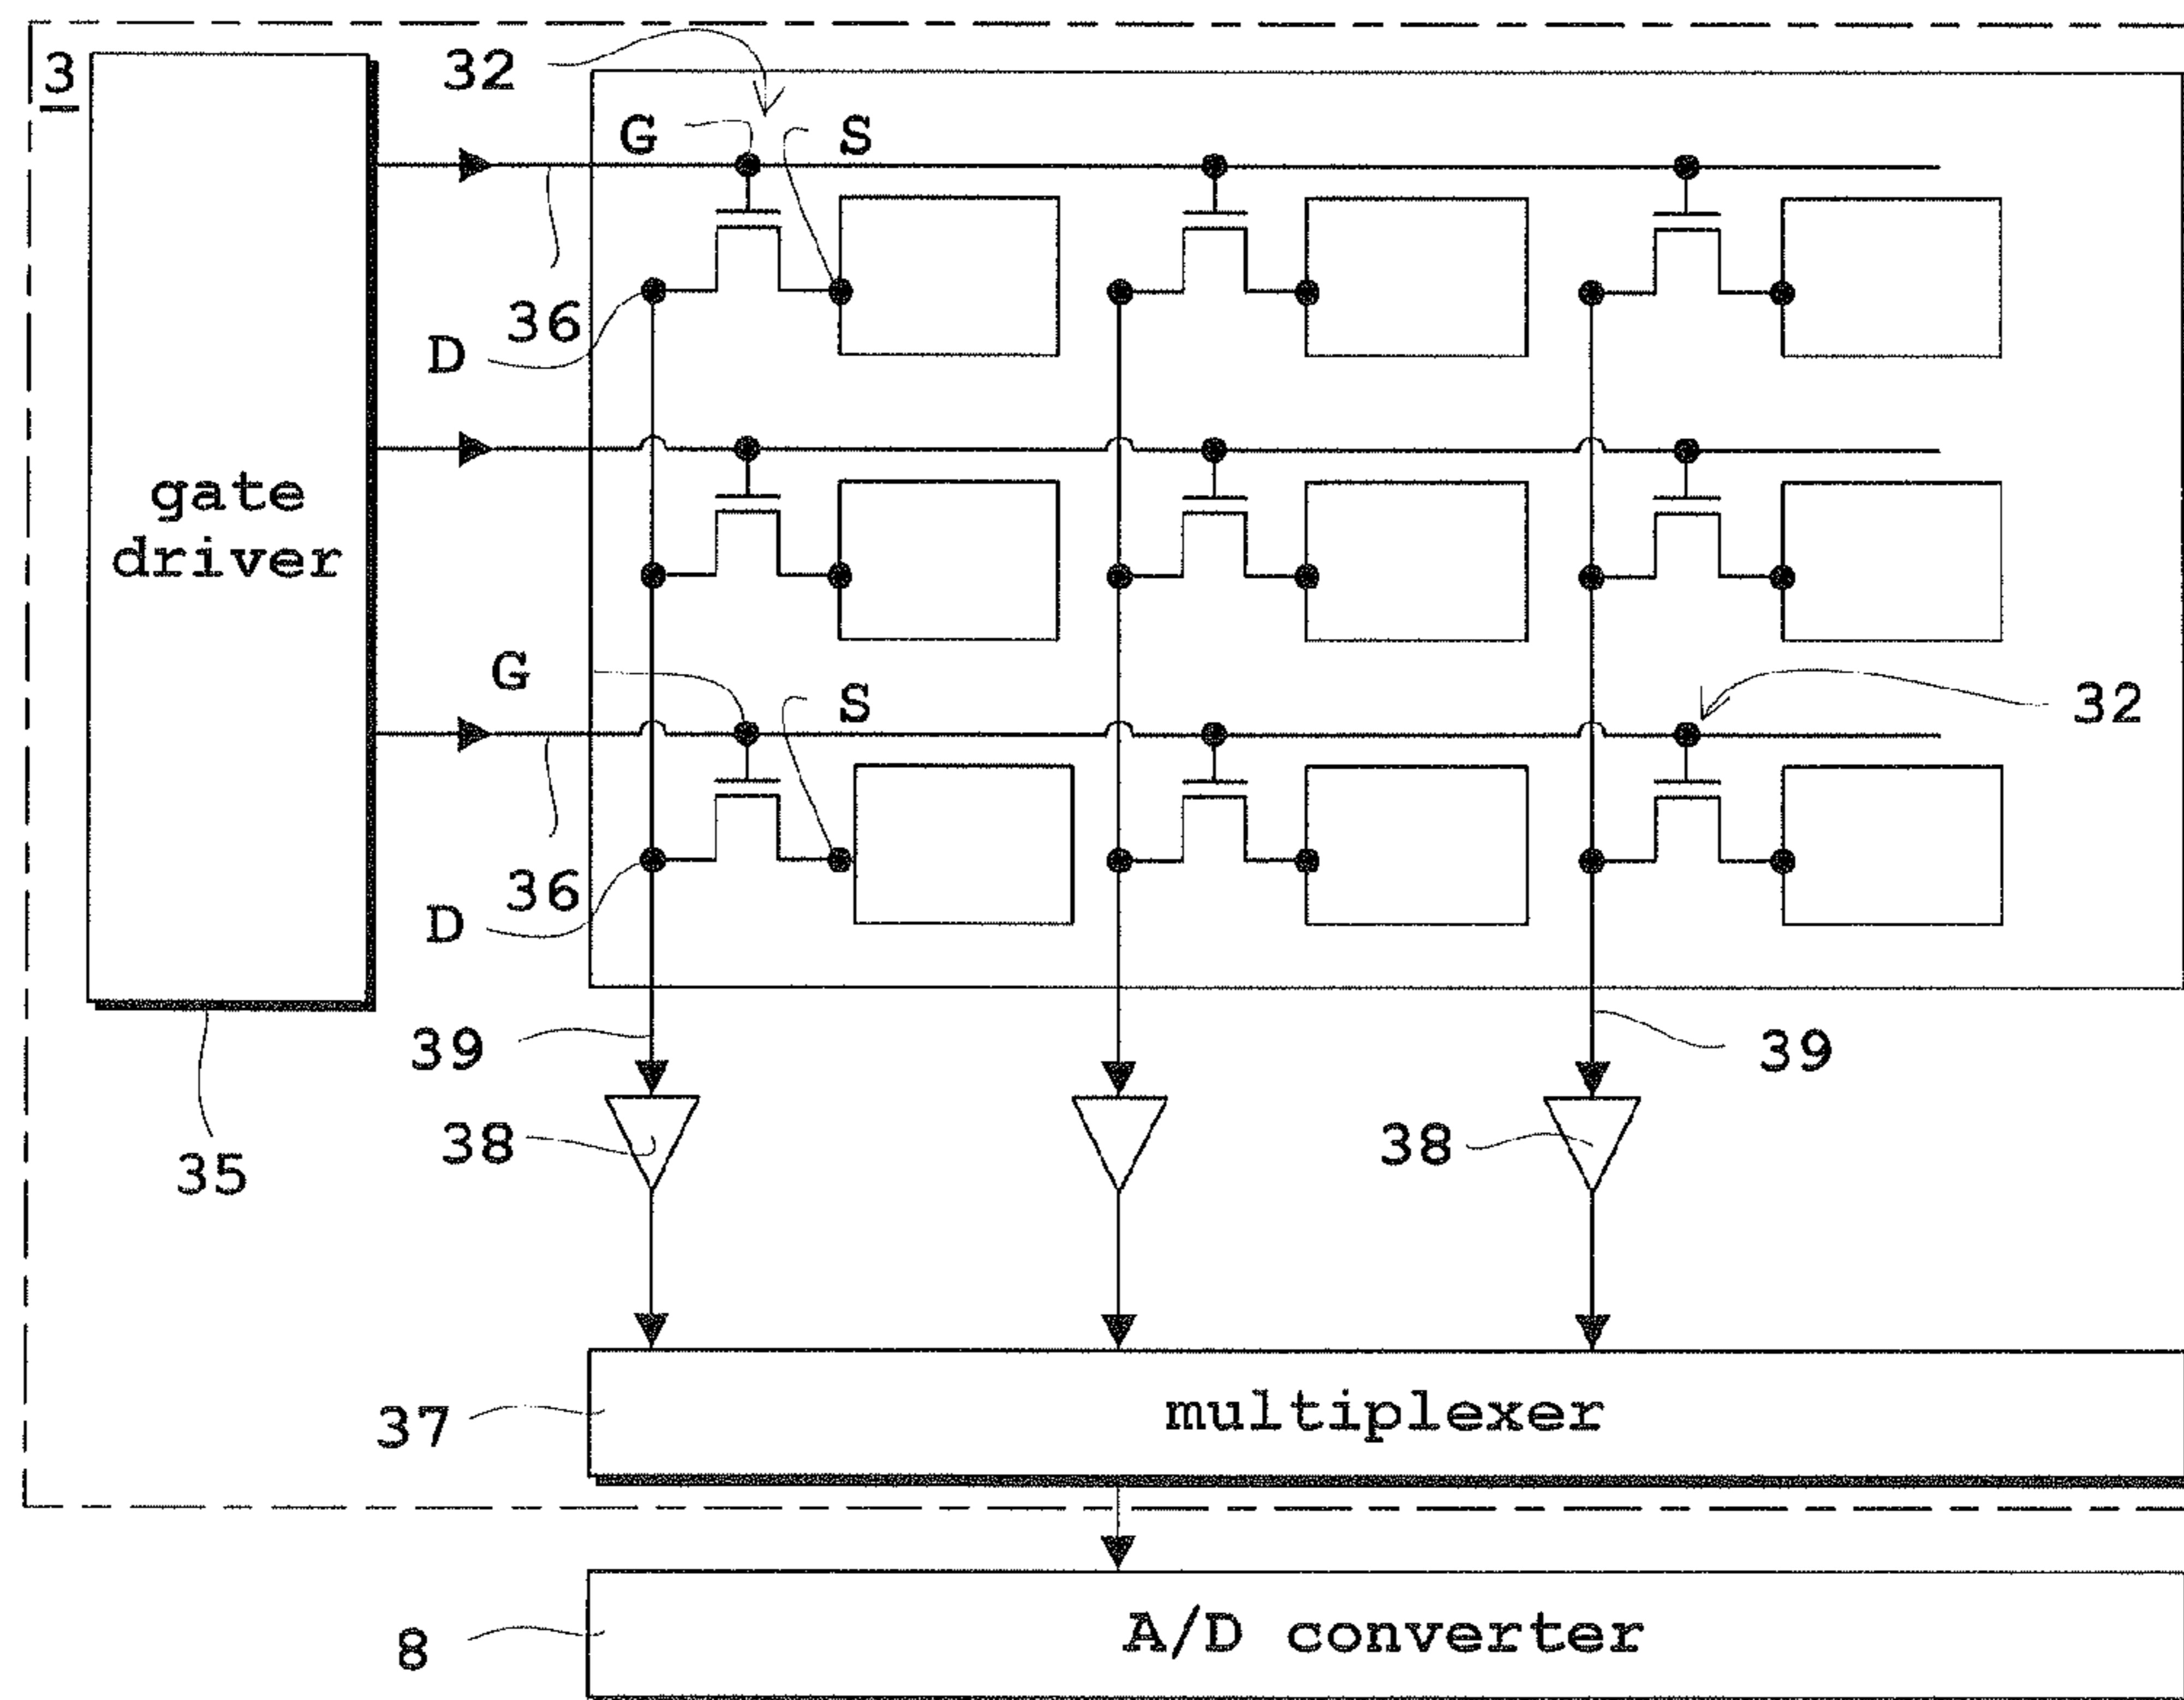 3
32
G
S
36
D
gate
driver
G
S
32
36
D
39
39
38
38
35
37
multiplexer
A/D converter
8